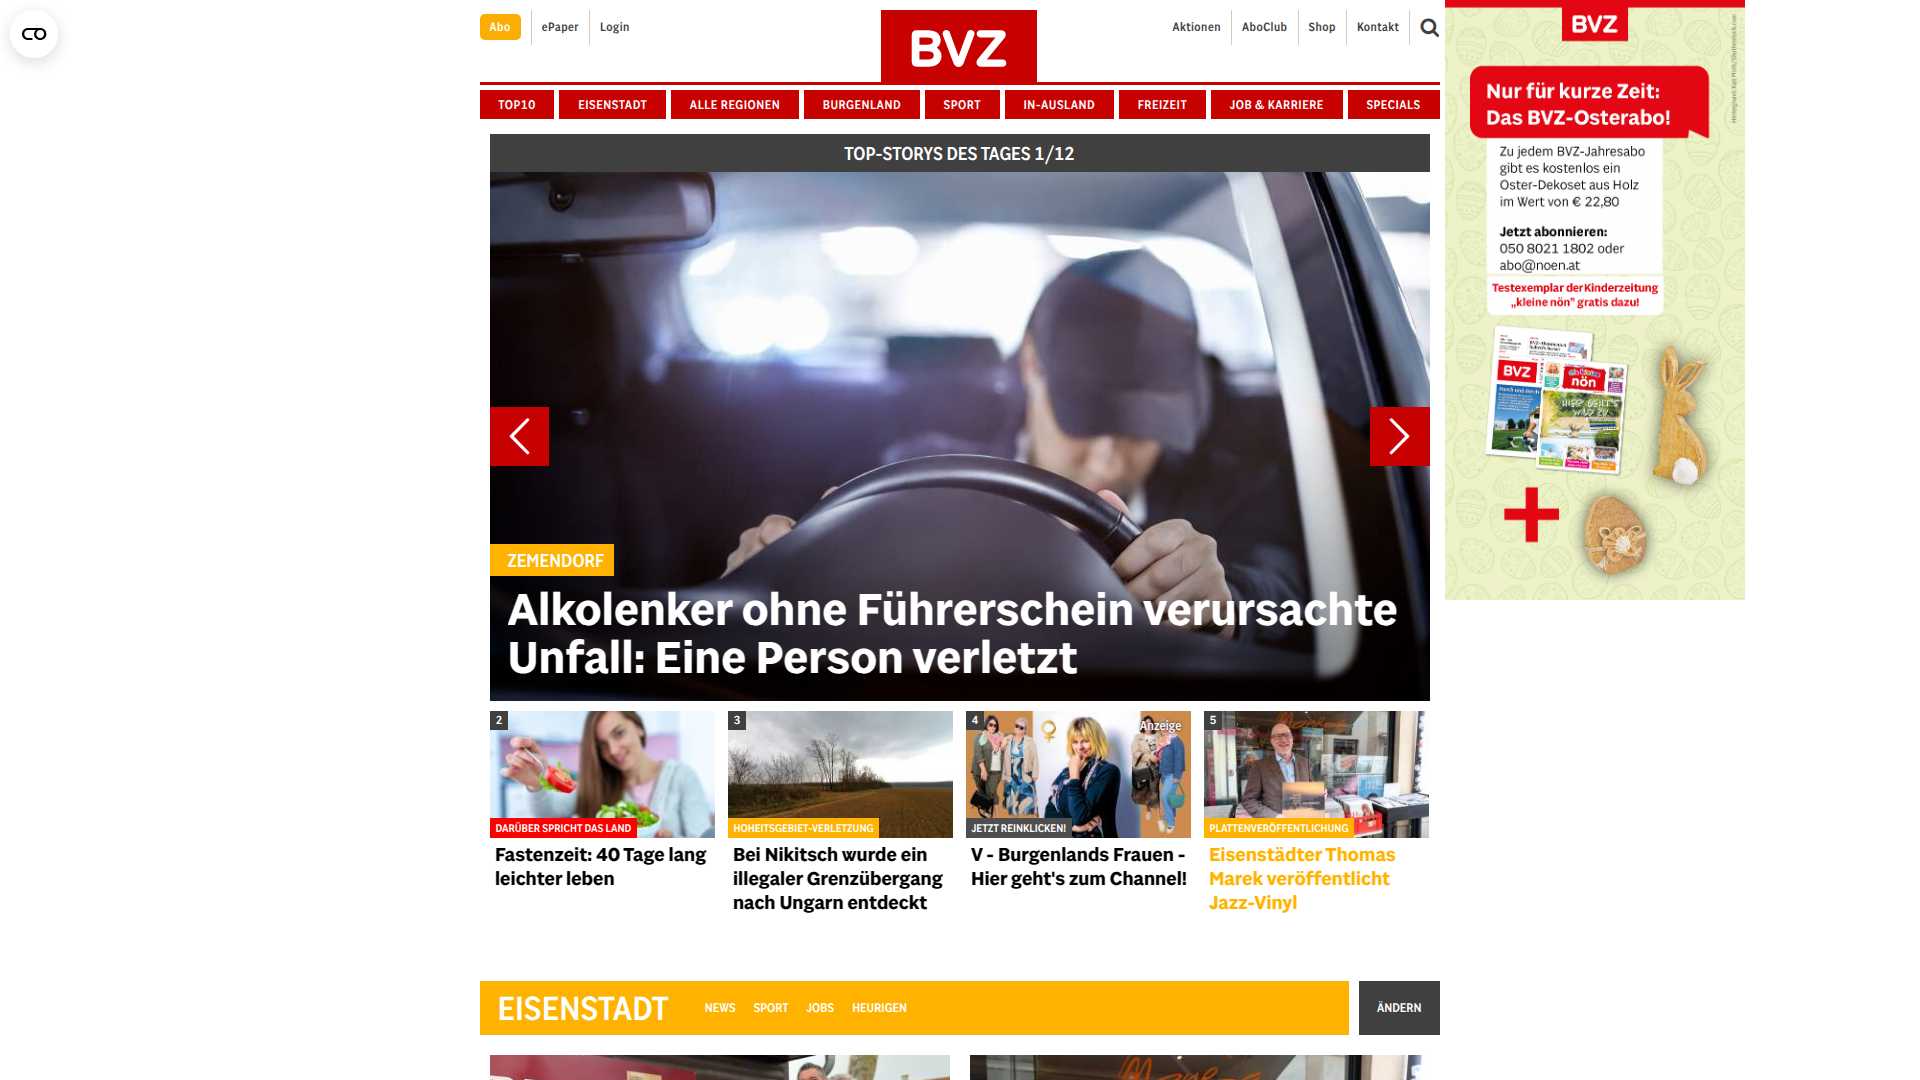 Abo
ePaper
Login
BVZ
Aktionen
AboClub
Shop
Kontakt
TOP10
EISENSTADT
ALLE REGIONEN
BURGENLAND
SPORT
IN-AUSLAND
FREIZEIT
JOB & KARRIERE
SPECIALS
TOP-STORYS DES TAGES 1/12
ZEMENDORF
Alkolenker ohne Führerschein verursachte
Unfall: Eine Person verletzt
2
DARÜBER SPRICHT DAS LAND
Fastenzeit: 40 Tage lang
leichter leben
3
HOHEITSGEBIET-VERLETZUNG
Bei Nikitsch wurde ein
illegaler Grenzübergang
nach Ungarn entdeckt
4
Anzeige
JETZT REINKLICKEN!
V - Burgenlands Frauen -
Hier geht's zum Channel!
5
PLATTENVERÖFFENTLICHUNG
Eisenstädter Thomas
Marek veröffentlicht
Jazz-Vinyl
EISENSTADT
NEWS
SPORT
JOBS
HEURIGEN
ÄNDERN
BVZ
Nur für kurze Zeit:
Das BVZ-Osterabo!
Zu jedem BVZ-Jahresabo
gibt es kostenlos ein
Oster-Dekoset aus Holz
im Wert von € 22,80
Jetzt abonnieren:
050 8021 1802 oder
abo@noen.at
Testexemplar der Kinderzeitung
„kleine nön" gratis dazu!
BVZ
nön